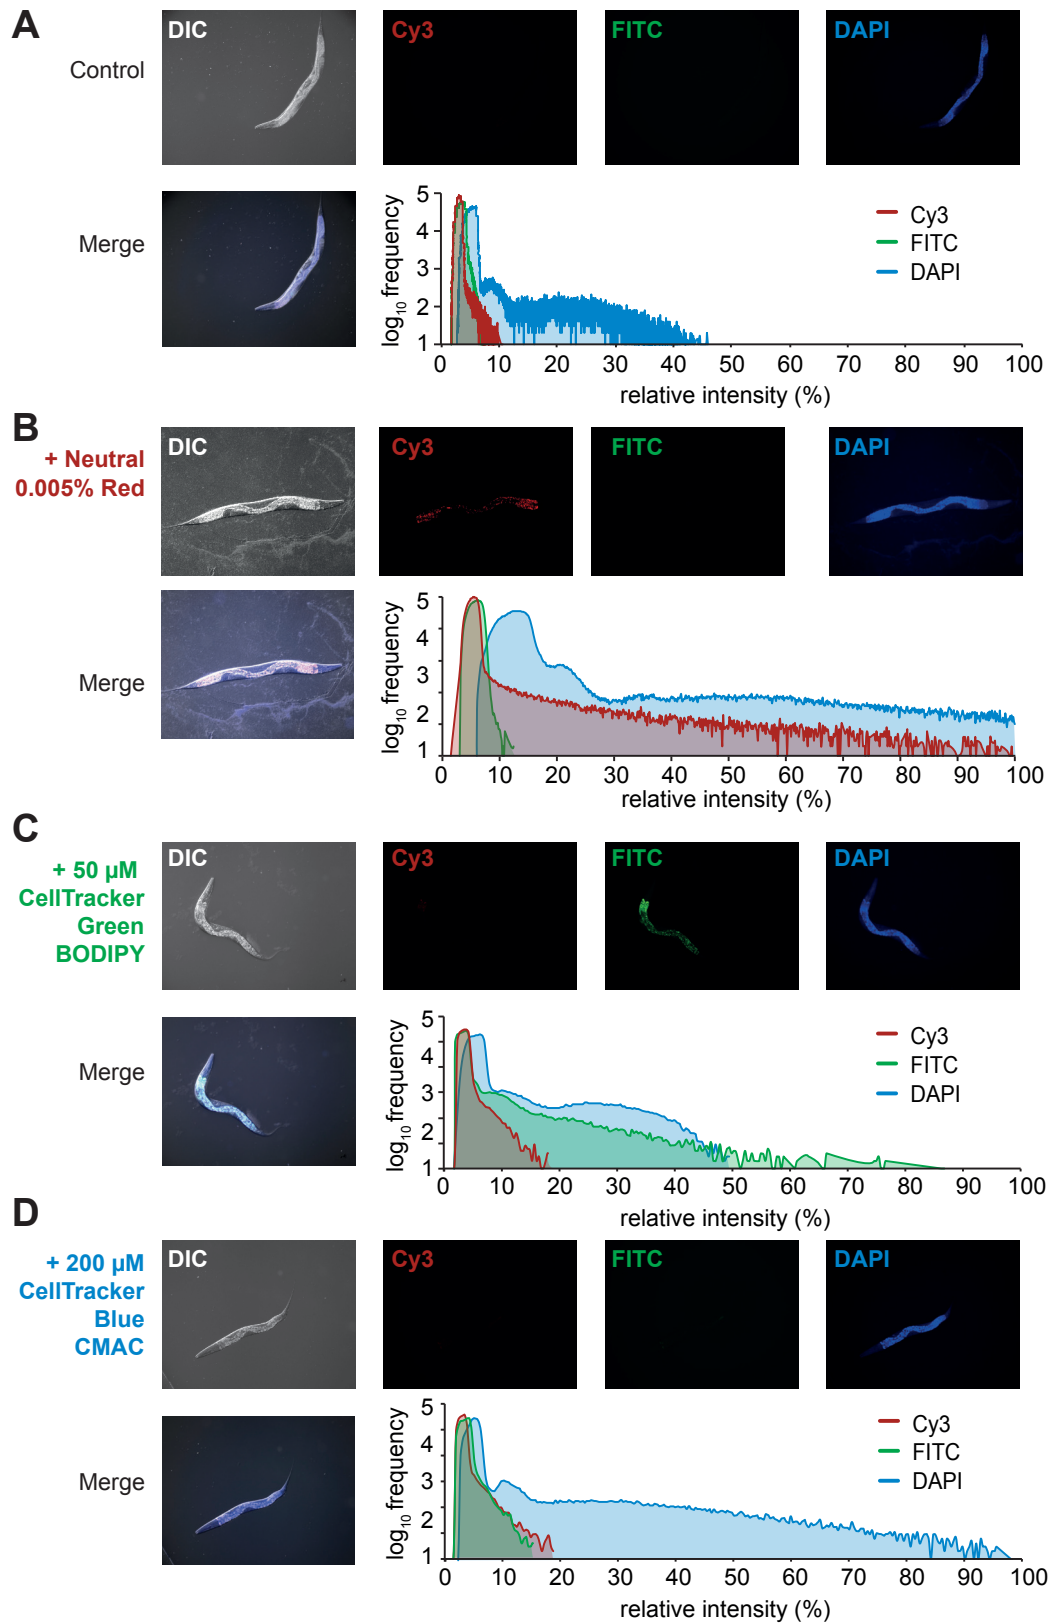 A
Control
DIC
Cy3
FITC
DAPI
Merge
log10 frequency
5
4
3
2
1
0 10 20 30 40 50 60 70 80 90 100
relative intensity (%)
Cy3
FITC
DAPI
B
+ Neutral
0.005% Red
DIC
Cy3
FITC
DAPI
Merge
log10 frequency
5
4
3
2
1
0 10 20 30 40 50 60 70 80 90 100
relative intensity (%)
C
+ 50 µM
CellTracker
Green
BODIPY
DIC
Cy3
FITC
DAPI
Merge
log10 frequency
5
4
3
2
1
0 10 20 30 40 50 60 70 80 90 100
relative intensity (%)
Cy3
FITC
DAPI
D
+ 200 µM
CellTracker
Blue
CMAC
DIC
Cy3
FITC
DAPI
Merge
log10 frequency
5
4
3
2
1
0 10 20 30 40 50 60 70 80 90 100
relative intensity (%)
Cy3
FITC
DAPI